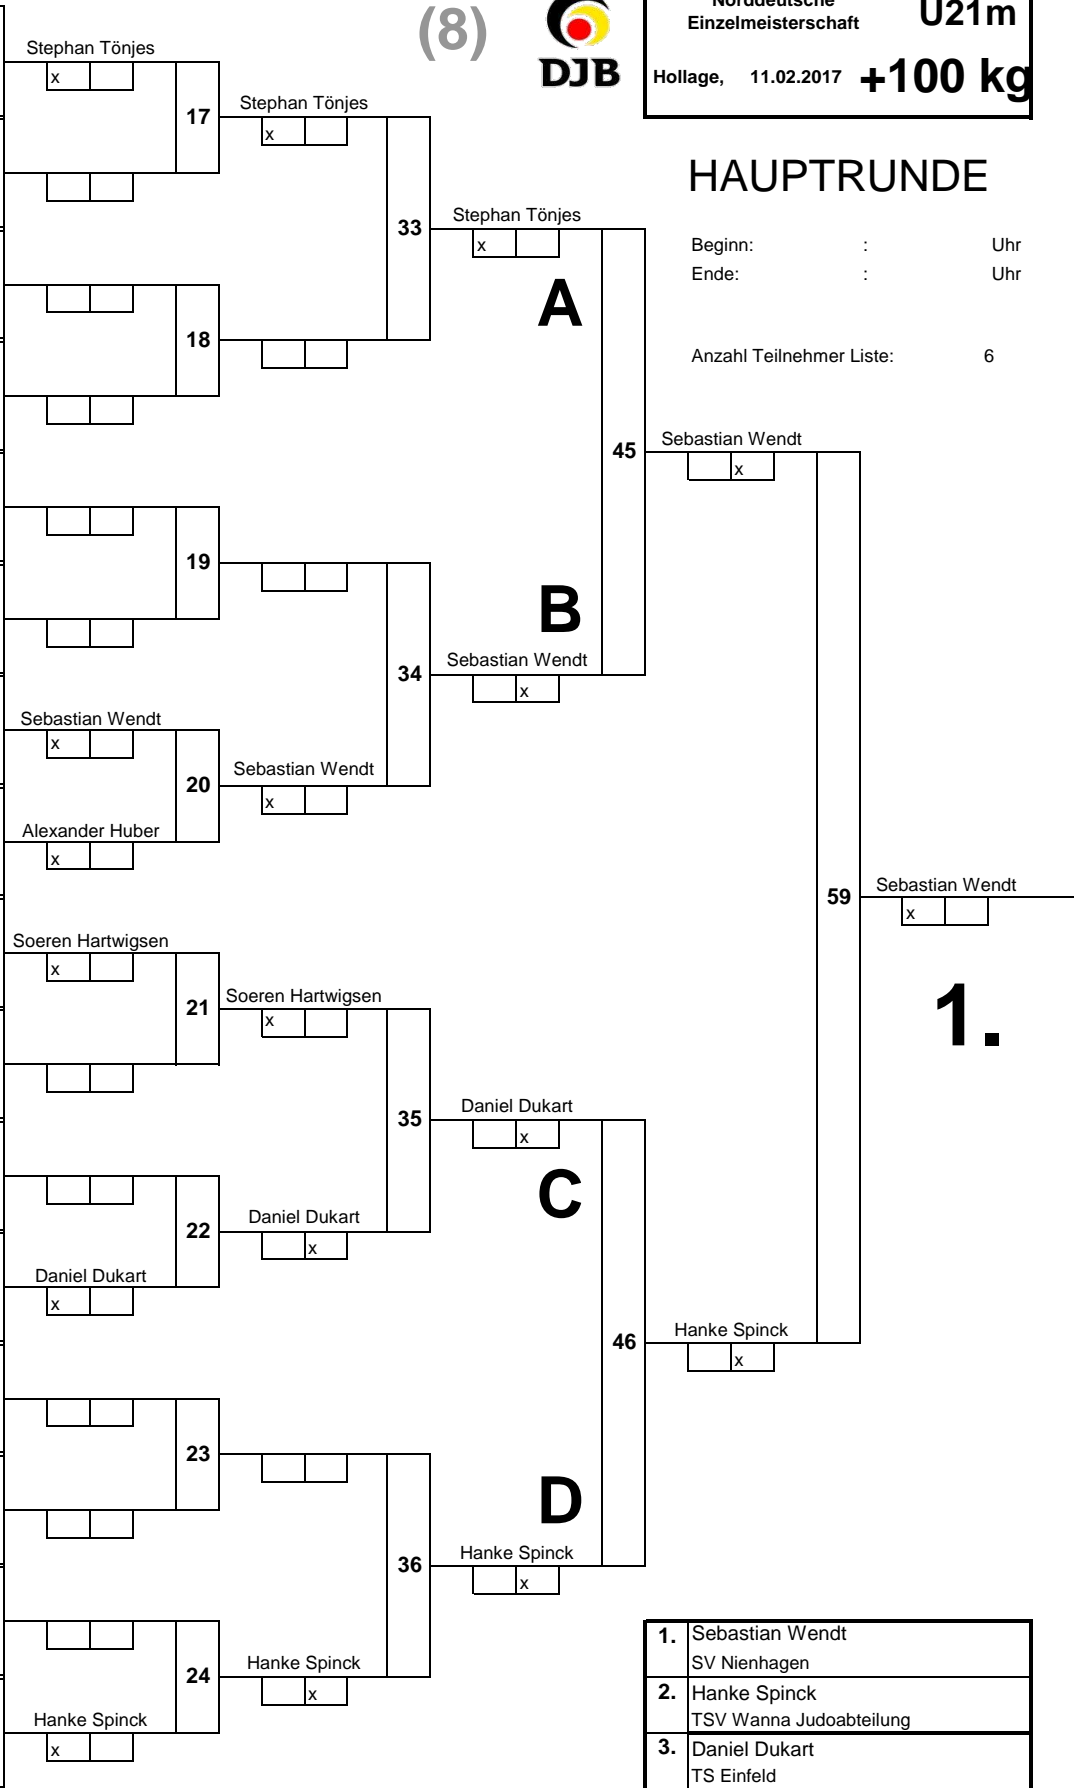 (8)
DJB
Norddeutsche
Einzelmeisterschaft
U21m
Hollage, 11.02.2017 +100 kg
HAUPTRUNDE
Beginn: : Uhr
Ende: : Uhr
Anzahl Teilnehmer Liste: 6
Stephan Tönjes
x
17
Stephan Tönjes
x
33
Stephan Tönjes
x
A
18
45
Sebastian Wendt
x
19
B
34
Sebastian Wendt
x
Sebastian Wendt
x
20
Sebastian Wendt
x
Alexander Huber
x
59
Sebastian Wendt
x
1.
Soeren Hartwigsen
x
21
Soeren Hartwigsen
x
35
Daniel Dukart
x
C
22
Daniel Dukart
x
Daniel Dukart
x
46
Hanke Spinck
x
23
D
36
Hanke Spinck
x
24
Hanke Spinck
x
Hanke Spinck
x
1. Sebastian Wendt
SV Nienhagen
2. Hanke Spinck
TSV Wanna Judoabteilung
3. Daniel Dukart
TS Einfeld